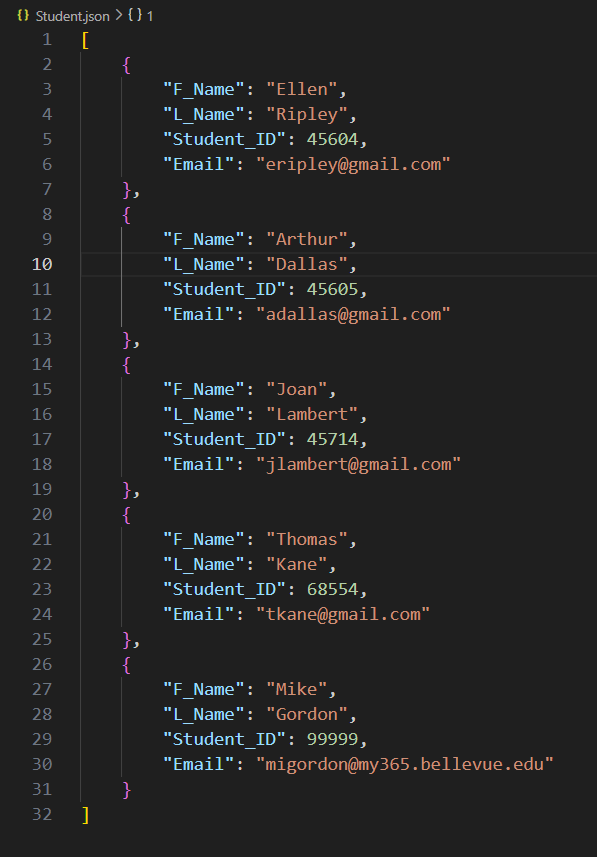 {} Student.json > {} 1
1 [
2 {
3 "F_Name": "Ellen",
4 "L_Name": "Ripley",
5 "Student_ID": 45604,
6 "Email": "eripley@gmail.com"
7 },
8 {
9 "F_Name": "Arthur",
10 "L_Name": "Dallas",
11 "Student_ID": 45605,
12 "Email": "adallas@gmail.com"
13 },
14 {
15 "F_Name": "Joan",
16 "L_Name": "Lambert",
17 "Student_ID": 45714,
18 "Email": "jlambert@gmail.com"
19 },
20 {
21 "F_Name": "Thomas",
22 "L_Name": "Kane",
23 "Student_ID": 68554,
24 "Email": "tkane@gmail.com"
25 },
26 {
27 "F_Name": "Mike",
28 "L_Name": "Gordon",
29 "Student_ID": 99999,
30 "Email": "migordon@my365.bellevue.edu"
31 }
32 ]